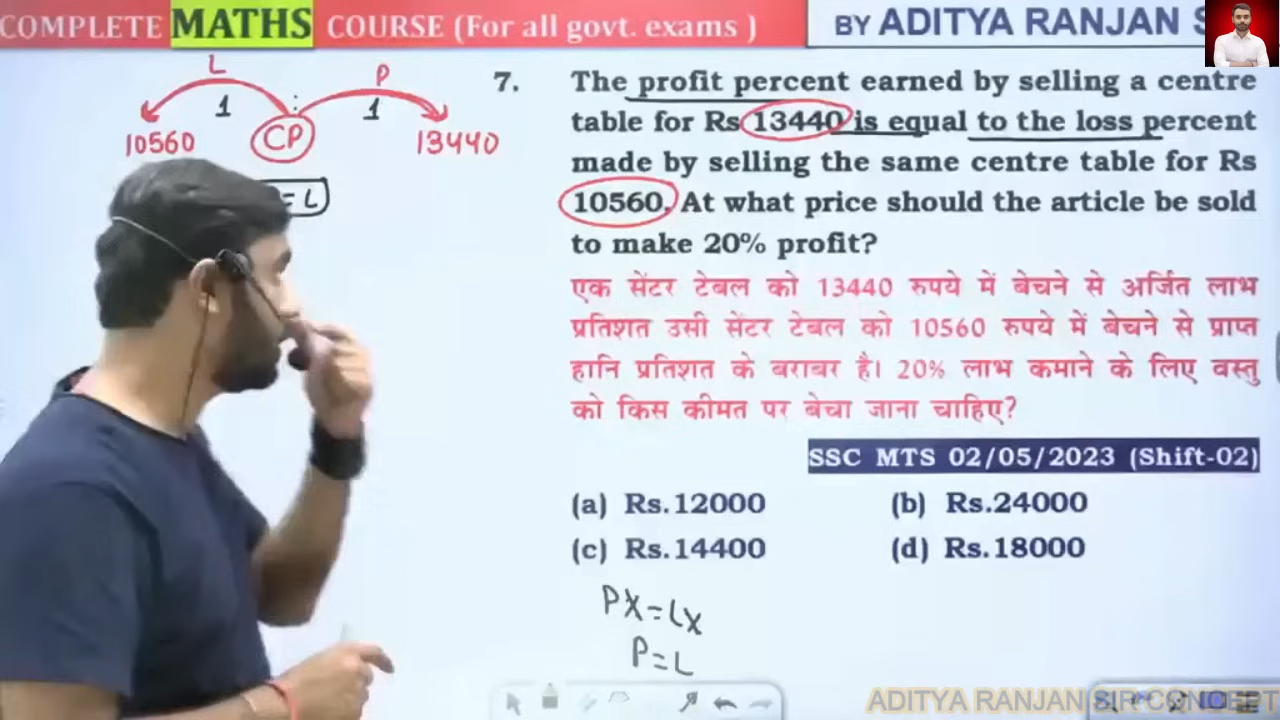 COMPLETE MATHS COURSE (For all govt. exams )
BY ADITYA RANJAN S
L
P
1 : 1
10560 CP 13440
= L
7. The profit percent earned by selling a centre
table for Rs 13440 is equal to the loss percent
made by selling the same centre table for Rs
10560. At what price should the article be sold
to make 20% profit?
एक सेंटर टेबल को 13440 रुपये में बेचने से अर्जित लाभ
प्रतिशत उसी सेंटर टेबल को 10560 रुपये में बेचने से प्राप्त
हानि प्रतिशत के बराबर है। 20% लाभ कमाने के लिए वस्तु
को किस कीमत पर बेचा जाना चाहिए?
SSC MTS 02/05/2023 (Shift-02)
(a) Rs.12000 (b) Rs.24000
(c) Rs.14400 (d) Rs.18000
PX=LX
P=L
ADITYA RANJAN SIR CONCEPT